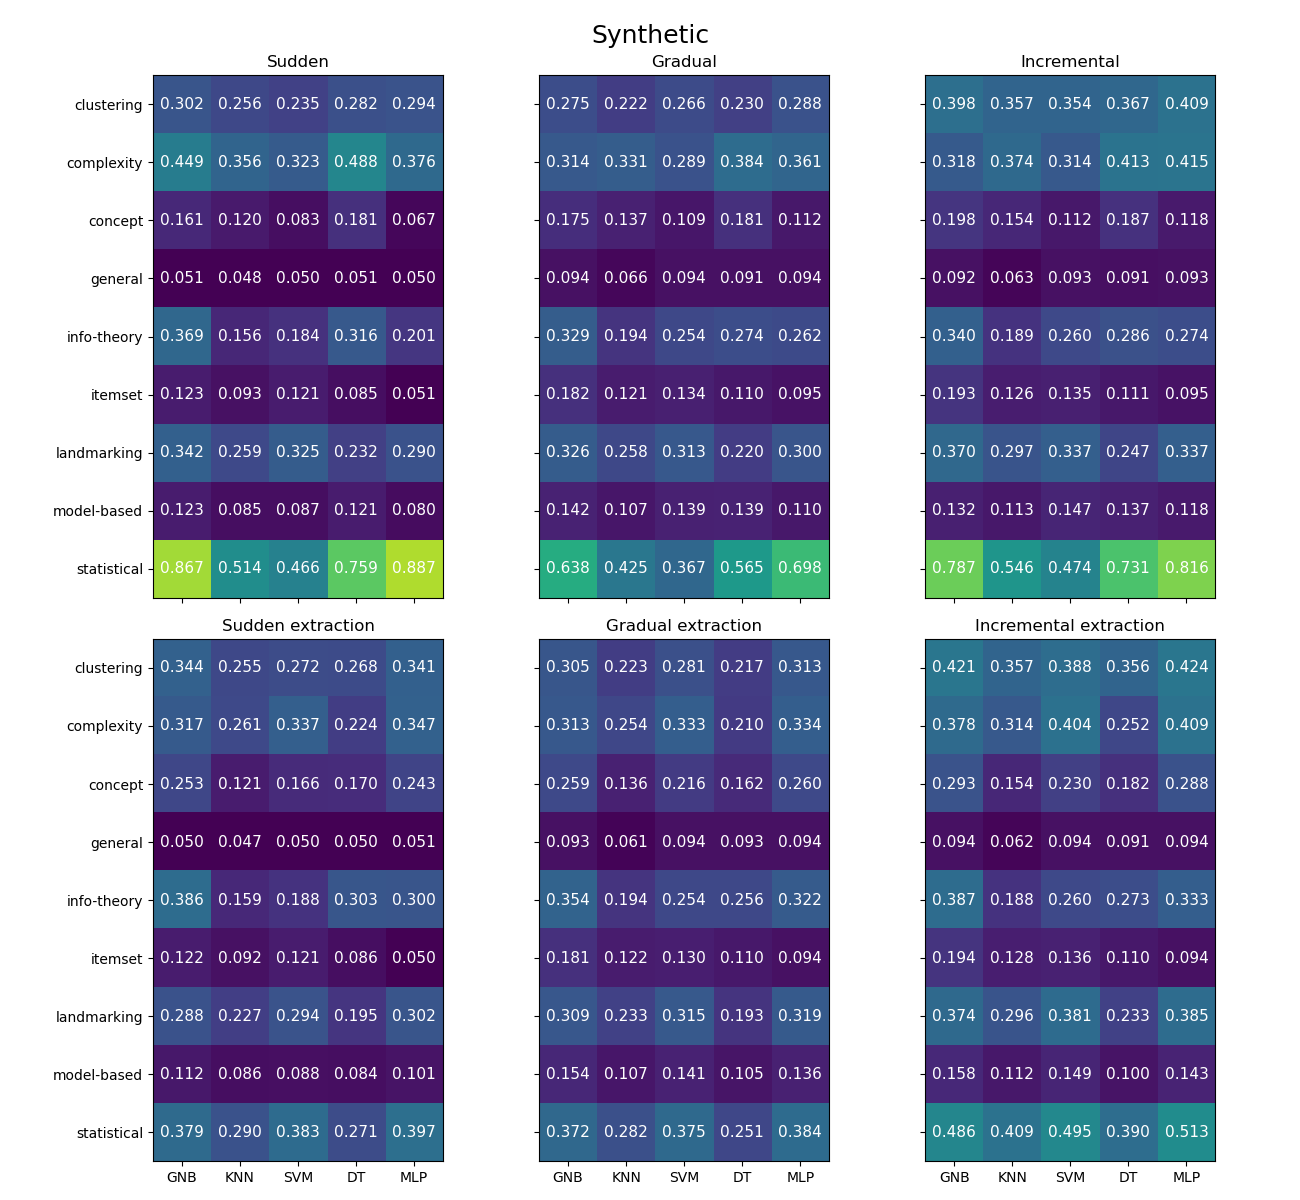 Synthetic
Sudden Gradual Incremental
clustering 0.302 0.256 0.235 0.282 0.294 0.275 0.222 0.266 0.230 0.288 0.398 0.357 0.354 0.367 0.409
complexity 0.449 0.356 0.323 0.488 0.376 0.314 0.331 0.289 0.384 0.361 0.318 0.374 0.314 0.413 0.415
concept 0.161 0.120 0.083 0.181 0.067 0.175 0.137 0.109 0.181 0.112 0.198 0.154 0.112 0.187 0.118
general 0.051 0.048 0.050 0.051 0.050 0.094 0.066 0.094 0.091 0.094 0.092 0.063 0.093 0.091 0.093
info-theory 0.369 0.156 0.184 0.316 0.201 0.329 0.194 0.254 0.274 0.262 0.340 0.189 0.260 0.286 0.274
itemset 0.123 0.093 0.121 0.085 0.051 0.182 0.121 0.134 0.110 0.095 0.193 0.126 0.135 0.111 0.095
landmarking 0.342 0.259 0.325 0.232 0.290 0.326 0.258 0.313 0.220 0.300 0.370 0.297 0.337 0.247 0.337
model-based 0.123 0.085 0.087 0.121 0.080 0.142 0.107 0.139 0.139 0.110 0.132 0.113 0.147 0.137 0.118
statistical 0.867 0.514 0.466 0.759 0.887 0.638 0.425 0.367 0.565 0.698 0.787 0.546 0.474 0.731 0.816
Sudden extraction Gradual extraction Incremental extraction
clustering 0.344 0.255 0.272 0.268 0.341 0.305 0.223 0.281 0.217 0.313 0.421 0.357 0.388 0.356 0.424
complexity 0.317 0.261 0.337 0.224 0.347 0.313 0.254 0.333 0.210 0.334 0.378 0.314 0.404 0.252 0.409
concept 0.253 0.121 0.166 0.170 0.243 0.259 0.136 0.216 0.162 0.260 0.293 0.154 0.230 0.182 0.288
general 0.050 0.047 0.050 0.050 0.051 0.093 0.061 0.094 0.093 0.094 0.094 0.062 0.094 0.091 0.094
info-theory 0.386 0.159 0.188 0.303 0.300 0.354 0.194 0.254 0.256 0.322 0.387 0.188 0.260 0.273 0.333
itemset 0.122 0.092 0.121 0.086 0.050 0.181 0.122 0.130 0.110 0.094 0.194 0.128 0.136 0.110 0.094
landmarking 0.288 0.227 0.294 0.195 0.302 0.309 0.233 0.315 0.193 0.319 0.374 0.296 0.381 0.233 0.385
model-based 0.112 0.086 0.088 0.084 0.101 0.154 0.107 0.141 0.105 0.136 0.158 0.112 0.149 0.100 0.143
statistical 0.379 0.290 0.383 0.271 0.397 0.372 0.282 0.375 0.251 0.384 0.486 0.409 0.495 0.390 0.513
GNB KNN SVM DT MLP GNB KNN SVM DT MLP GNB KNN SVM DT MLP